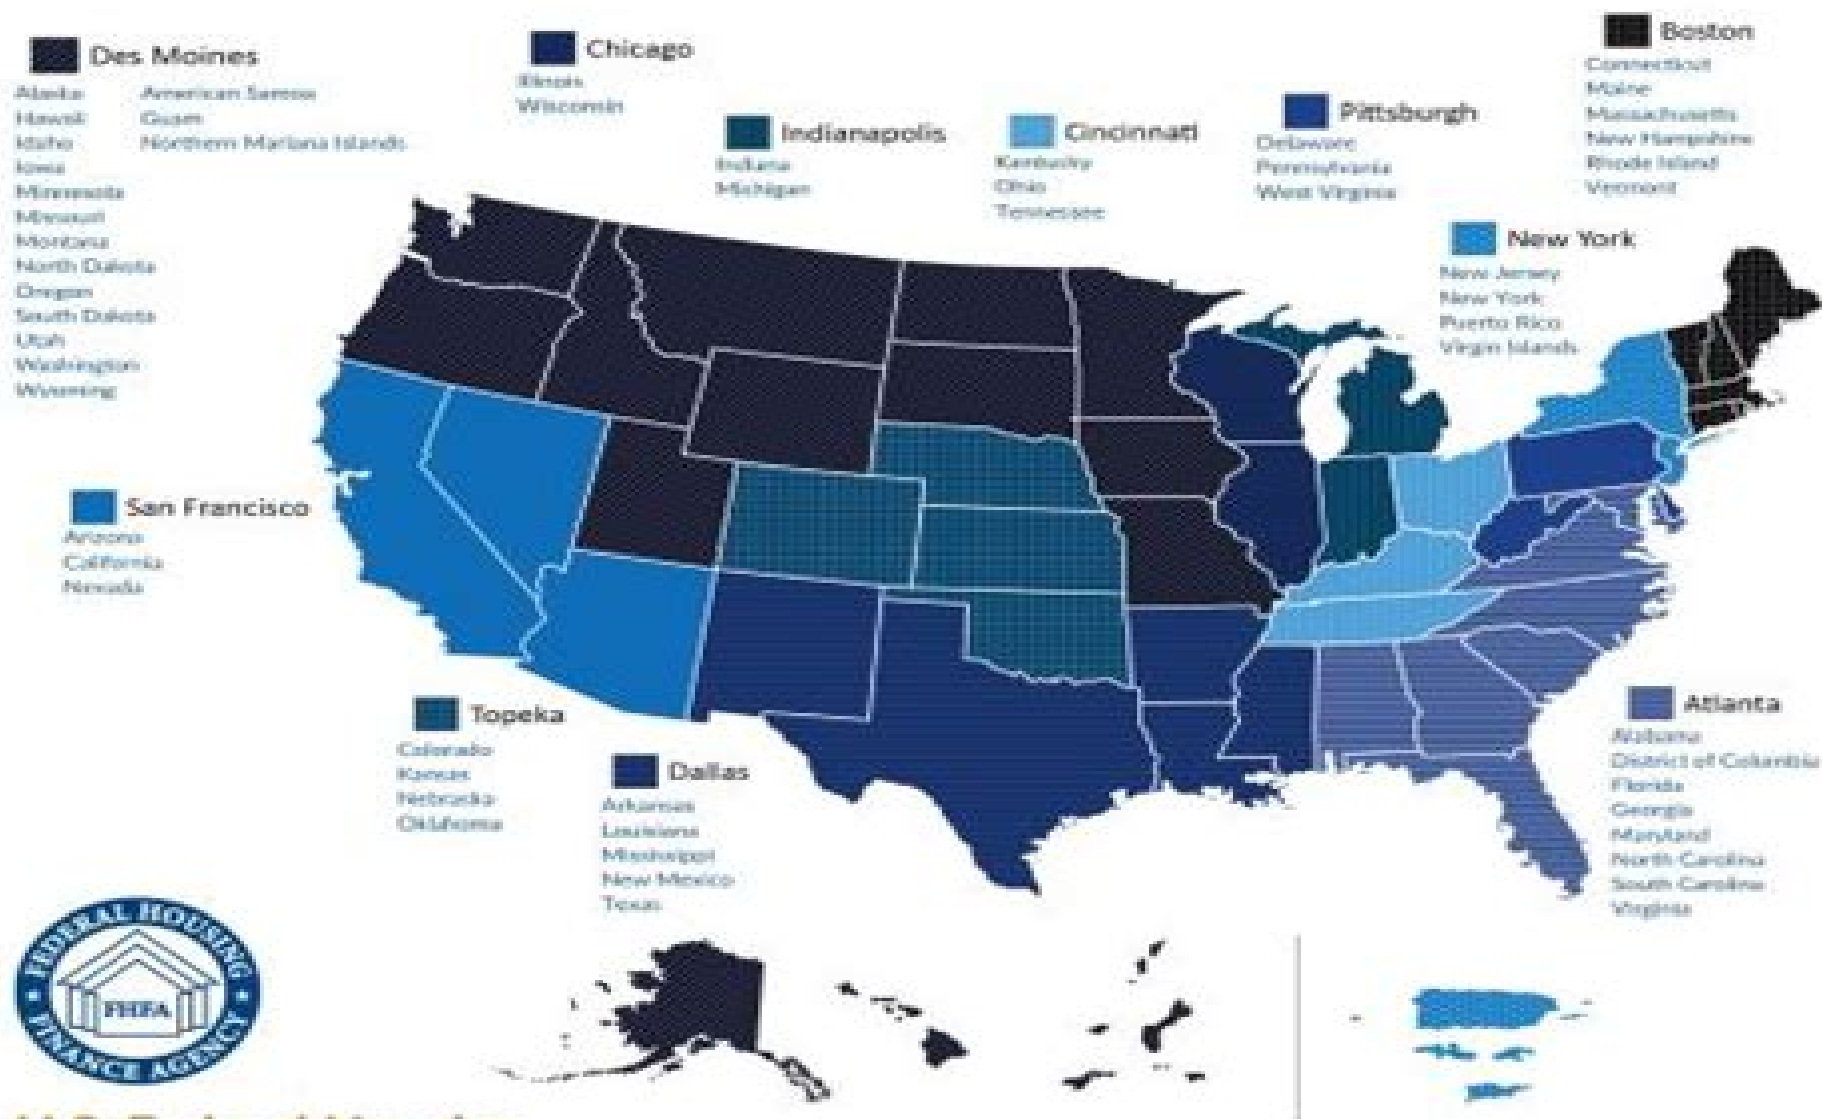 Des Moines
Alaska
Hawaii
Idaho
Iowa
Minnesota
Missouri
Montana
North Dakota
Oregon
South Dakota
Utah
Washington
Wyoming
American Samoa
Guam
Northern Mariana Islands
Chicago
Illinois
Wisconsin
Indianapolis
Indiana
Michigan
Cincinnati
Kentucky
Ohio
Tennessee
Pittsburgh
Delaware
Pennsylvania
West Virginia
Boston
Connecticut
Maine
Massachusetts
New Hampshire
Rhode Island
Vermont
New York
New Jersey
New York
Puerto Rico
Virgin Islands
San Francisco
Arizona
California
Nevada
Topeka
Colorado
Kansas
Nebraska
Oklahoma
Dallas
Arkansas
Louisiana
Mississippi
New Mexico
Texas
Atlanta
Alabama
District of Columbia
Florida
Georgia
Maryland
North Carolina
South Carolina
Virginia
FEDERAL HOUSING
FHFA
FINANCE AGENCY